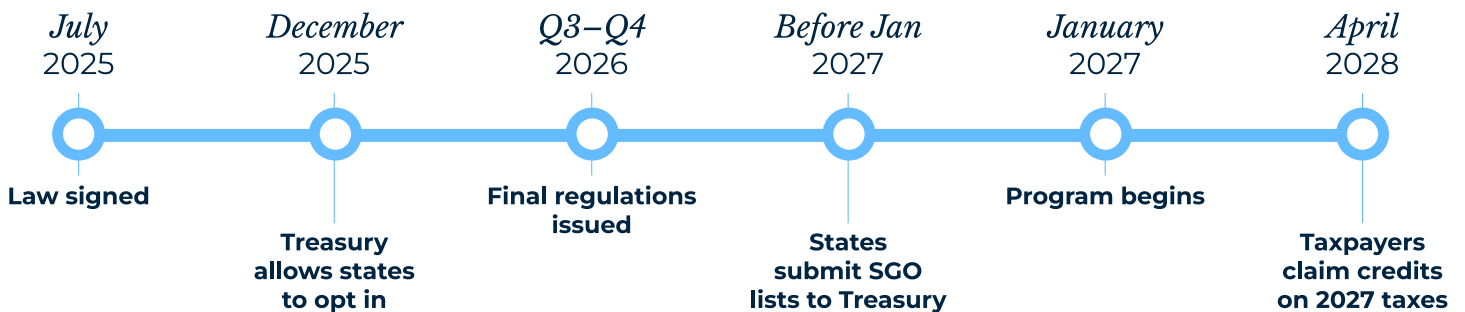 July
2025
December
2025
Q3–Q4
2026
Before Jan
2027
January
2027
April
2028
Law signed
Treasury
allows states
to opt in
Final regulations
issued
States
submit SGO
lists to Treasury
Program begins
Taxpayers
claim credits
on 2027 taxes